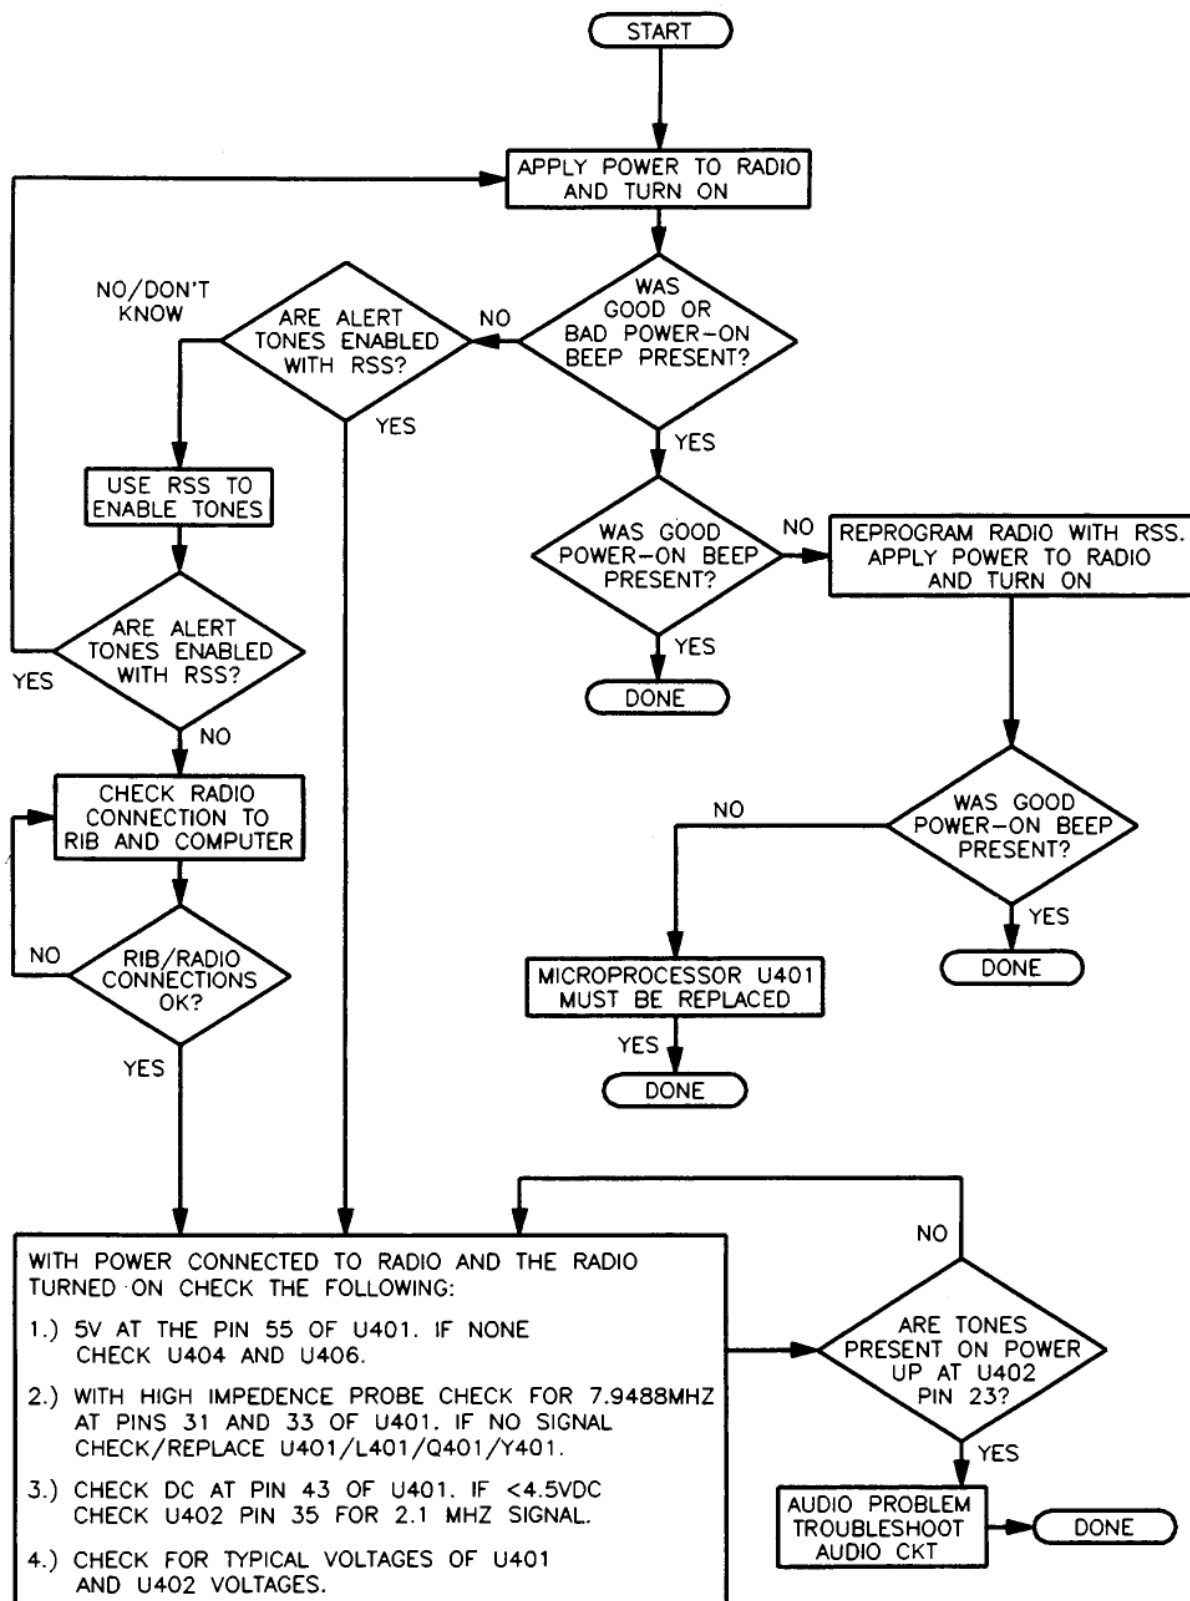 START
APPLY POWER TO RADIO
AND TURN ON
WAS
GOOD OR
BAD POWER-ON
BEEP PRESENT?
NO
ARE ALERT
TONES ENABLED
WITH RSS?
NO/DON'T
KNOW
YES
YES
USE RSS TO
ENABLE TONES
WAS GOOD
POWER-ON BEEP
PRESENT?
NO
REPROGRAM RADIO WITH RSS.
APPLY POWER TO RADIO
AND TURN ON
YES
DONE
ARE ALERT
TONES ENABLED
WITH RSS?
YES
NO
CHECK RADIO
CONNECTION TO
RIB AND COMPUTER
WAS GOOD
POWER-ON BEEP
PRESENT?
NO
YES
DONE
RIB/RADIO
CONNECTIONS
OK?
NO
YES
MICROPROCESSOR U401
MUST BE REPLACED
YES
DONE
WITH POWER CONNECTED TO RADIO AND THE RADIO
TURNED ON CHECK THE FOLLOWING:
1.) 5V AT THE PIN 55 OF U401. IF NONE
CHECK U404 AND U406.
2.) WITH HIGH IMPEDENCE PROBE CHECK FOR 7.9488MHZ
AT PINS 31 AND 33 OF U401. IF NO SIGNAL
CHECK/REPLACE U401/L401/Q401/Y401.
3.) CHECK DC AT PIN 43 OF U401. IF <4.5VDC
CHECK U402 PIN 35 FOR 2.1 MHZ SIGNAL.
4.) CHECK FOR TYPICAL VOLTAGES OF U401
AND U402 VOLTAGES.
NO
ARE TONES
PRESENT ON POWER
UP AT U402
PIN 23?
YES
AUDIO PROBLEM
TROUBLESHOOT
AUDIO CKT
DONE